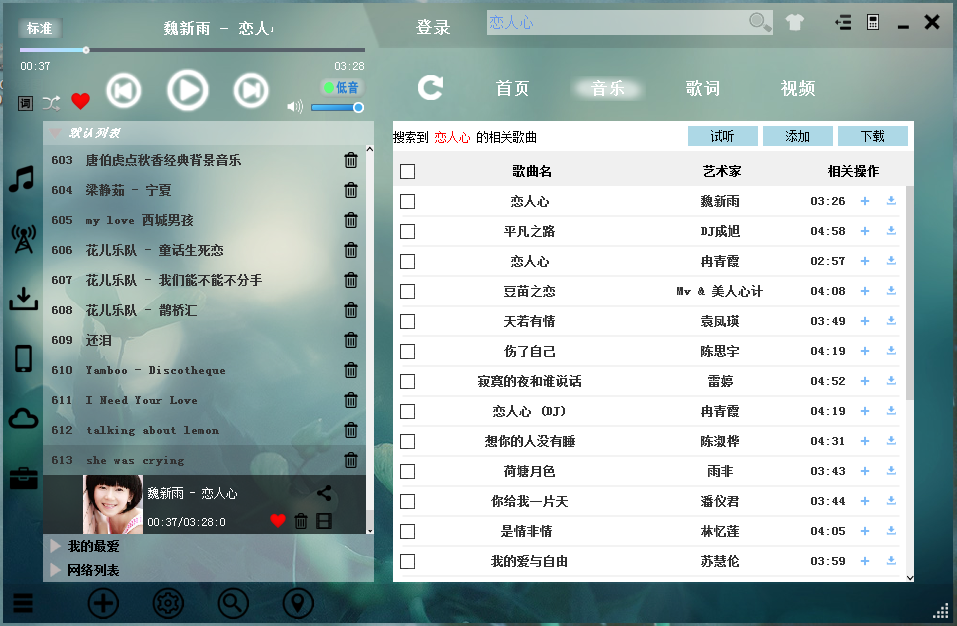 标准
魏新雨 - 恋人
00:37
03:28
低音
词
登录
恋人心
首页
音乐
歌词
视频
默认列表
603 唐伯虎点秋香经典背景音乐
604 梁静茹 - 宁夏
605 my love 西城男孩
606 花儿乐队 - 童话生死恋
607 花儿乐队 - 我们能不能不分手
608 花儿乐队 - 鹊桥汇
609 还泪
610 Yamboo - Discotheque
611 I Need Your Love
612 talking about lemon
613 she was crying
魏新雨 - 恋人心
00:37/03:28:0
我的最爱
网络列表
搜索到 恋人心 的相关歌曲
试听
添加
下载
歌曲名 艺术家 相关操作
恋人心 魏新雨 03:26
平凡之路 DJ成旭 04:58
恋人心 冉青霞 02:57
豆苗之恋 Mv & 美人心计 04:08
天若有情 袁凤瑛 03:49
伤了自己 陈思宇 04:19
寂寞的夜和谁说话 雷婷 04:52
恋人心 (DJ) 冉青霞 04:19
想你的人没有睡 陈淑桦 04:31
荷塘月色 雨非 03:43
你给我一片天 潘仪君 03:44
是情非情 林忆莲 04:05
我的爱与自由 苏慧伦 03:59